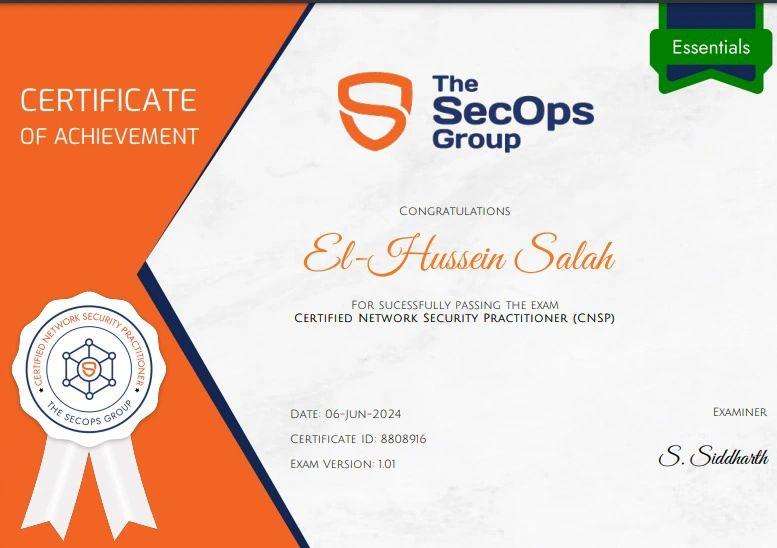 Essentials
CERTIFICATE
OF ACHIEVEMENT
The
SecOps
Group
CONGRATULATIONS
El-Hussein Salah
FOR SUCESSFULLY PASSING THE EXAM
CERTIFIED NETWORK SECURITY PRACTITIONER (CNSP)
CERTIFIED NETWORK SECURITY PRACTITIONER
THE SECOPS GROUP
DATE: 06-JUN-2024
CERTIFICATE ID: 8808916
EXAM VERSION: 1.01
EXAMINER
S. Siddharth